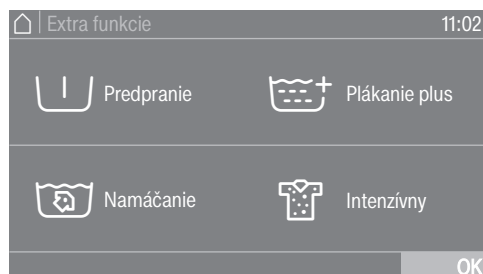 Extra funkcie 11:02
Predpranie Plákanie plus
Namáčanie Intenzívny
OK